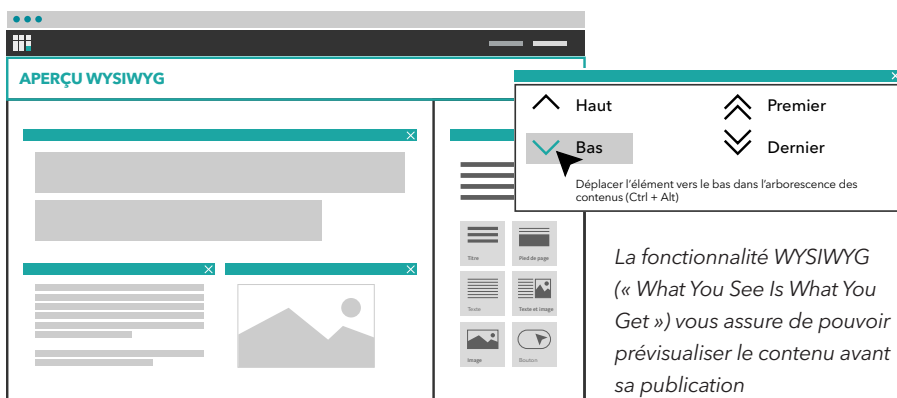 APERÇU WYSIWYG
Haut
Premier
Bas
Dernier
Déplacer l'élément vers le bas dans l'arborescence des
contenus (Ctrl + Alt)
Titre
Pied de page
Texte
Texte et image
Image
Bouton
La fonctionnalité WYSIWYG
(« What You See Is What You
Get ») vous assure de pouvoir
prévisualiser le contenu avant
sa publication